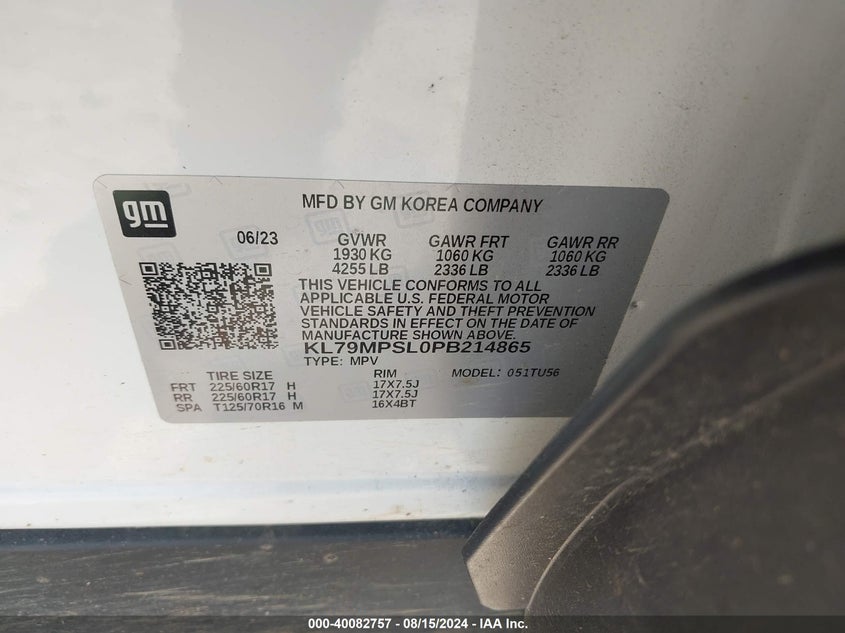 gm
MFD BY GM KOREA COMPANY
06/23 GVWR GAWR FRT GAWR RR
1930 KG 1060 KG 1060 KG
4255 LB 2336 LB 2336 LB
THIS VEHICLE CONFORMS TO ALL
APPLICABLE U.S. FEDERAL MOTOR
VEHICLE SAFETY AND THEFT PREVENTION
STANDARDS IN EFFECT ON THE DATE OF
MANUFACTURE SHOWN ABOVE.
KL79MPSL0PB214865
TYPE: MPV
TIRE SIZE RIM MODEL: 051TU56
FRT 225/60R17 H 17X7.5J
RR 225/60R17 H 17X7.5J
SPA T125/70R16 M 16X4BT
000-40082757 - 08/15/2024 - IAA Inc.